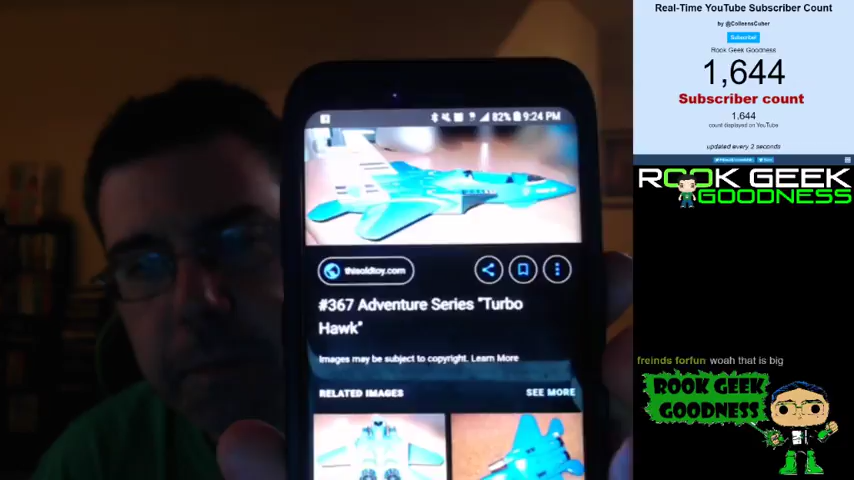 82% 9:24 PM
thisoldtoy.com
#367 Adventure Series "Turbo
Hawk"
Images may be subject to copyright. Learn More
RELATED IMAGES
SEE MORE
Real-Time YouTube Subscriber Count
by @ColleensCuber
Subscribe!
Rook Geek Goodness
1,644
Subscriber count
1,644
count displayed on YouTube
updated every 2 seconds
ROOK GEEK
GOODNESS
freinds forfun woah that is big
ROOK GEEK
GOODNESS